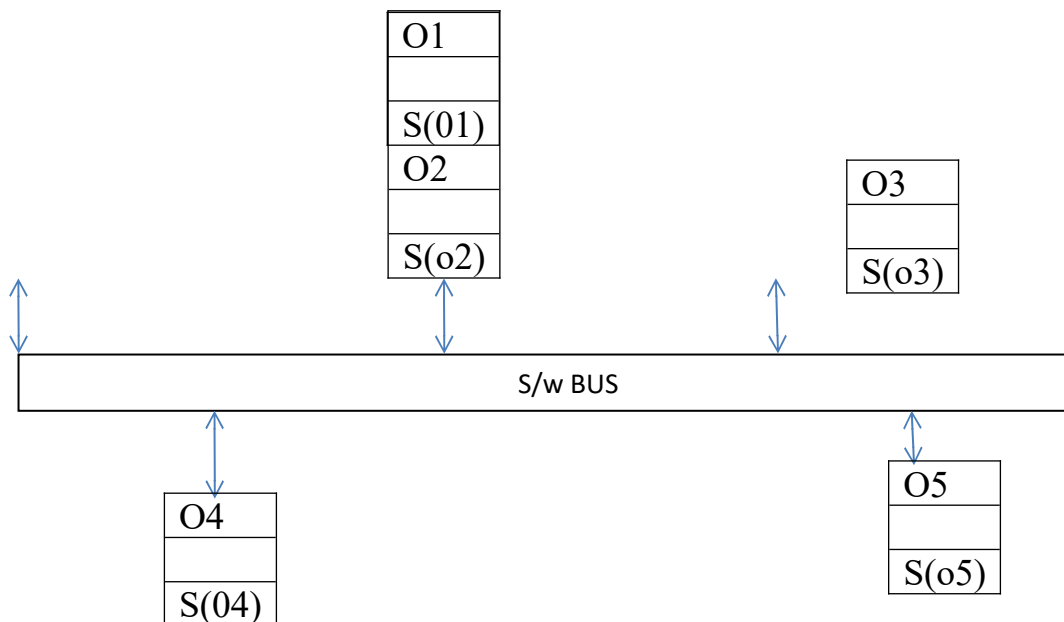 O1
S(01)
O2
S(o2)
O3
S(o3)
S/w BUS
O4
S(04)
O5
S(o5)